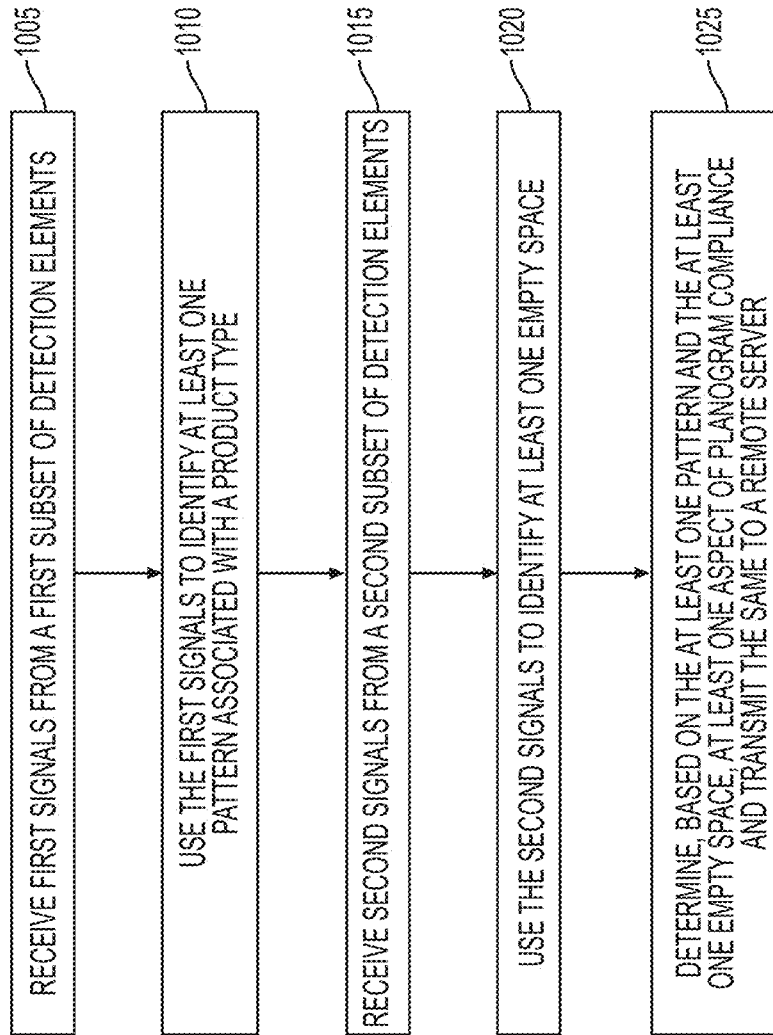 RECEIVE FIRST SIGNALS FROM A FIRST SUBSET OF DETECTION ELEMENTS
1005
USE THE FIRST SIGNALS TO IDENTIFY AT LEAST ONE
PATTERN ASSOCIATED WITH A PRODUCT TYPE
1010
RECEIVE SECOND SIGNALS FROM A SECOND SUBSET OF DETECTION ELEMENTS
1015
USE THE SECOND SIGNALS TO IDENTIFY AT LEAST ONE EMPTY SPACE
1020
DETERMINE, BASED ON THE AT LEAST ONE PATTERN AND THE AT LEAST
ONE EMPTY SPACE, AT LEAST ONE ASPECT OF PLANOGRAM COMPLIANCE
AND TRANSMIT THE SAME TO A REMOTE SERVER
1025